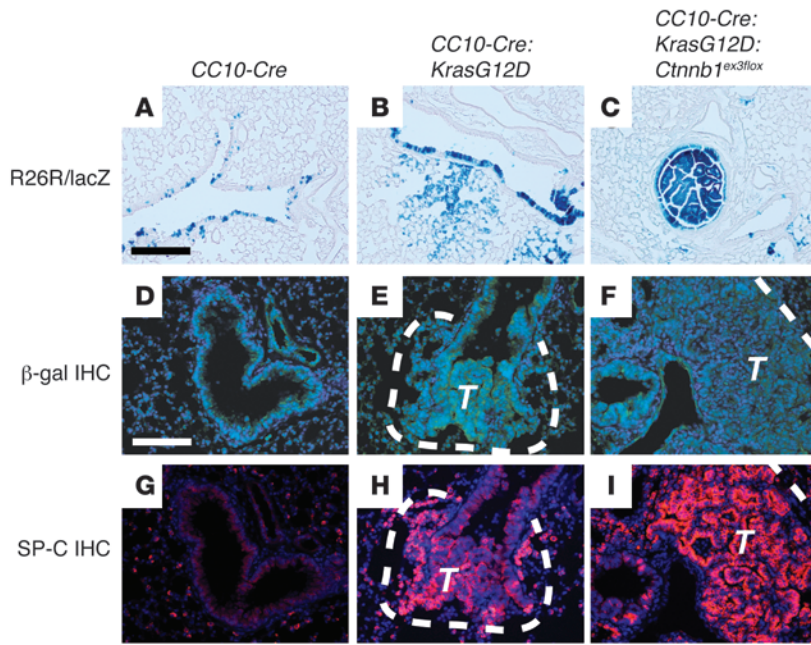 CC10-Cre
CC10-Cre:
KrasG12D
CC10-Cre:
KrasG12D:
Ctnnb1ex3flox
R26R/lacZ
A
B
C
β-gal IHC
D
E
T
F
T
SP-C IHC
G
H
T
I
T